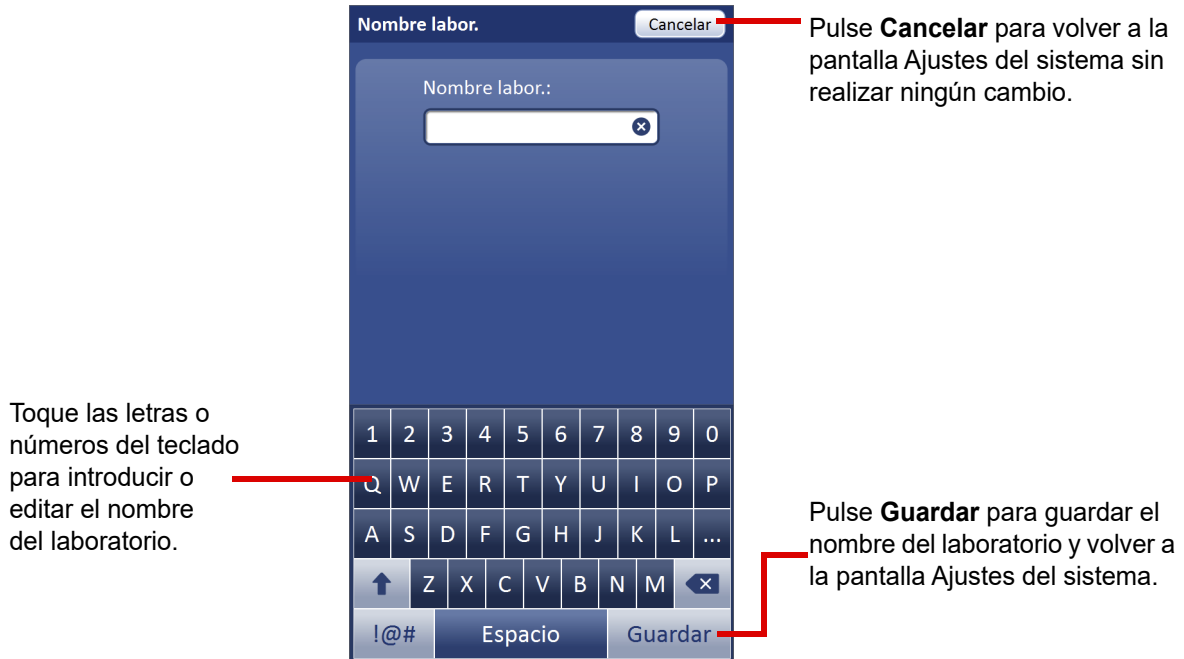 Nombre labor.
Cancelar
Pulse Cancelar para volver a la
pantalla Ajustes del sistema sin
realizar ningún cambio.
Nombre labor.:
Toque las letras o
números del teclado
para introducir o
editar el nombre
del laboratorio.
1 2 3 4 5 6 7 8 9 0
Q W E R T Y U I O P
A S D F G H J K L ...
Z X C V B N M
!@# Espacio Guardar
Pulse Guardar para guardar el
nombre del laboratorio y volver a
la pantalla Ajustes del sistema.